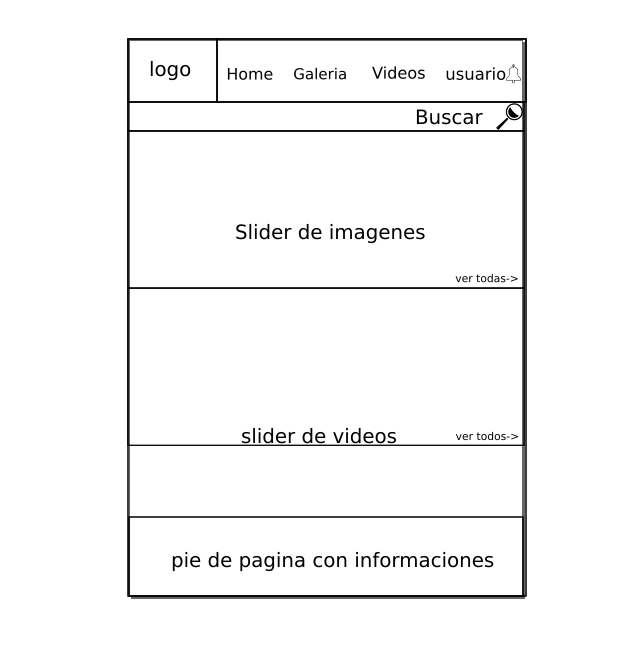 logo
Home Galeria Videos usuario
Buscar
Slider de imagenes
ver todas->
slider de videos
ver todos->
pie de pagina con informaciones